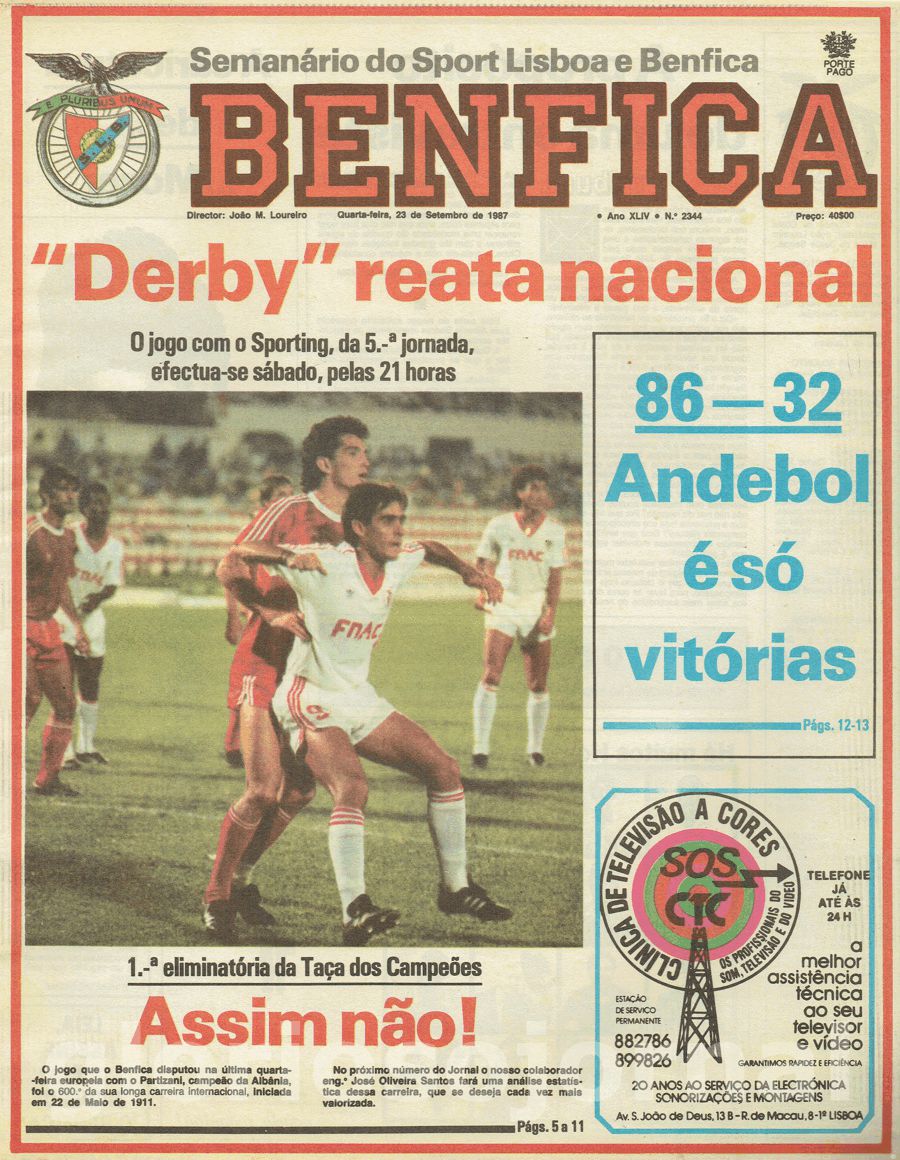 Semanário do Sport Lisboa e Benfica
PORTE
PAGO
E PLURIBUS UNUM
S.L.B.
BENFICA
Director: João M. Loureiro Quarta-feira, 23 de Setembro de 1987 • Ano XLIV • N.º 2344 Preço: 40$00
“Derby” reata nacional
O jogo com o Sporting, da 5.-ª jornada,
efectua-se sábado, pelas 21 horas
FNAC
FNAC
FNAC
9
86 — 32
Andebol
é só
vitórias
Págs. 12-13
1.-ª eliminatória da Taça dos Campeões
Assim não!
O jogo que o Benfica disputou na última quarta-
-feira europeia com o Partizani, campeão da Albânia,
foi o 600.º da sua longa carreira internacional, iniciada
em 22 de Maio de 1911.
No próximo número do Jornal o nosso colaborador
eng.º José Oliveira Santos fará uma análise estatís-
tica dessa carreira, que se deseja cada vez mais
valorizada.
Págs. 5 a 11
CLINICA DE TELEVISÃO A CORES
SOS
CTC
OS PROFISSIONAIS DO
SOM, TELEVISÃO E DO VIDEO
TELEFONE
JÁ
ATÉ ÀS
24 H
a
melhor
assistência
técnica
ao seu
televisor
e vídeo
ESTAÇÃO
DE SERVIÇO
PERMANENTE
882786
899826
GARANTIMOS RAPIDEZ E EFICIÊNCIA
20 ANOS AO SERVIÇO DA ELECTRÓNICA
SONORIZAÇÕES E MONTAGENS
Av. S. João de Deus, 13 B - R. de Macau, 8-1º LISBOA